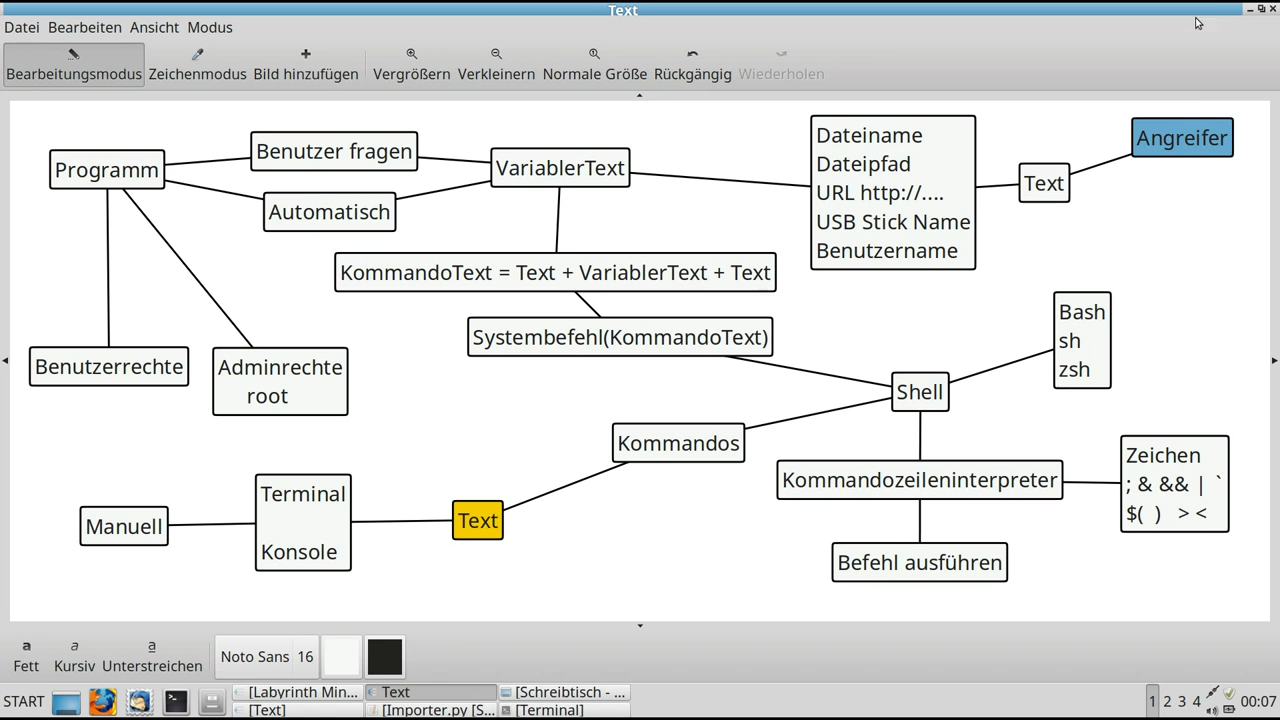 Text
Datei Bearbeiten Ansicht Modus
Bearbeitungsmodus Zeichenmodus Bild hinzufügen Vergrößern Verkleinern Normale Größe Rückgängig Wiederholen
Programm
Benutzer fragen
Automatisch
VariablerText
Dateiname
Dateipfad
URL http://....
USB Stick Name
Benutzername
Text
Angreifer
KommandoText = Text + VariablerText + Text
Systembefehl(KommandoText)
Benutzerrechte
Adminrechte
root
Bash
sh
zsh
Shell
Kommandos
Kommandozeileninterpreter
Zeichen
; & && | `
$( ) > <
Manuell
Terminal
Konsole
Text
Befehl ausführen
a a a
Fett Kursiv Unterstreichen
Noto Sans 16
START
[Labyrinth Min...
Text
[Schreibtisch - ...
[Text]
[Importer.py [S...
[Terminal]
1 2 3 4
00:07